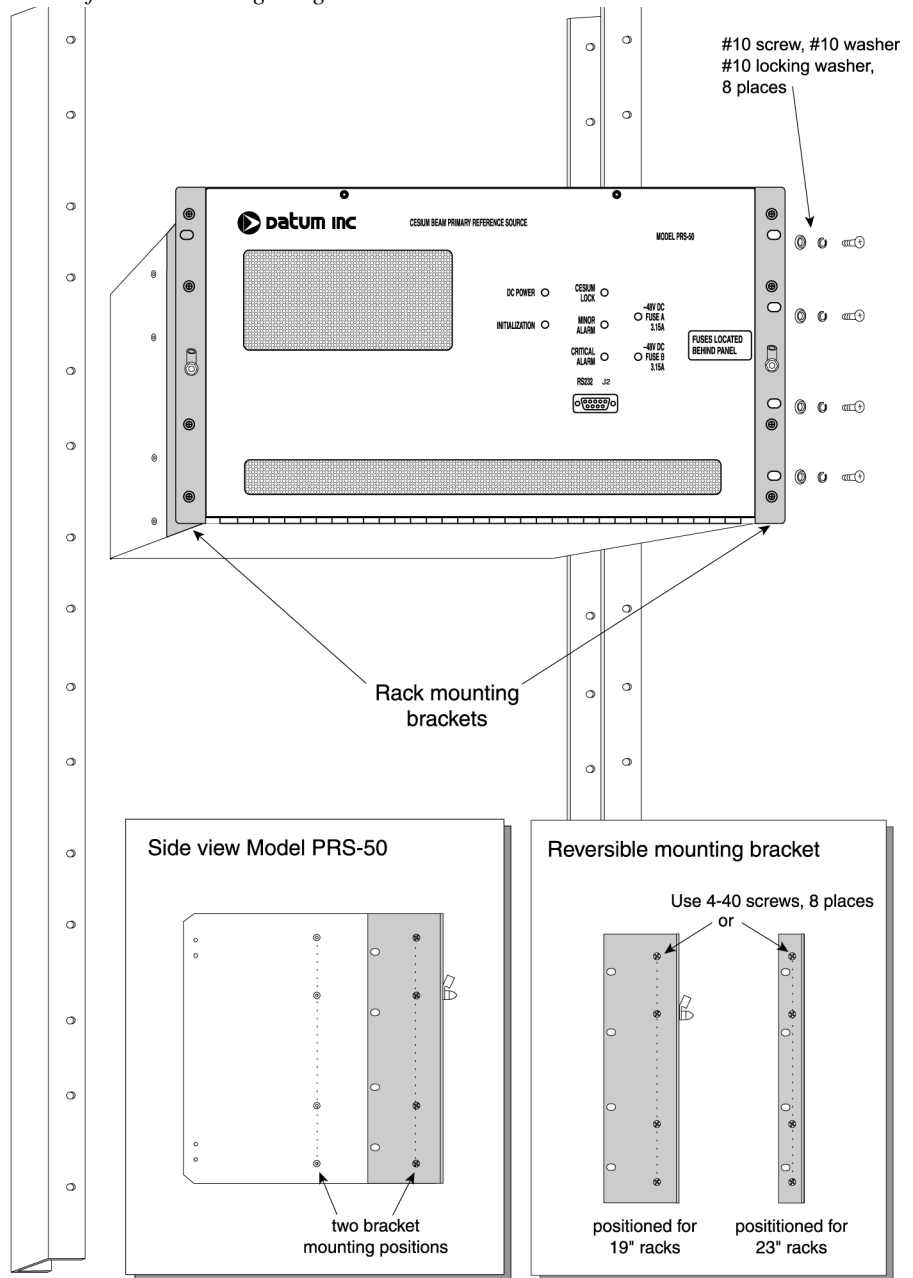 #10 screw, #10 washer
#10 locking washer,
8 places
Datum Inc
CESIUM BEAM PRIMARY REFERENCE SOURCE
MODEL PRS-50
DC POWER
CESIUM
LOCK
INITIALIZATION
MINOR
ALARM
CRITICAL
ALARM
–48V DC
FUSE A
3.15A
–48V DC
FUSE B
3.15A
FUSES LOCATED
BEHIND PANEL
RS232 J2
Rack mounting
brackets
Side view Model PRS-50
two bracket
mounting positions
Reversible mounting bracket
Use 4-40 screws, 8 places
or
positioned for
19" racks
posititioned for
23" racks